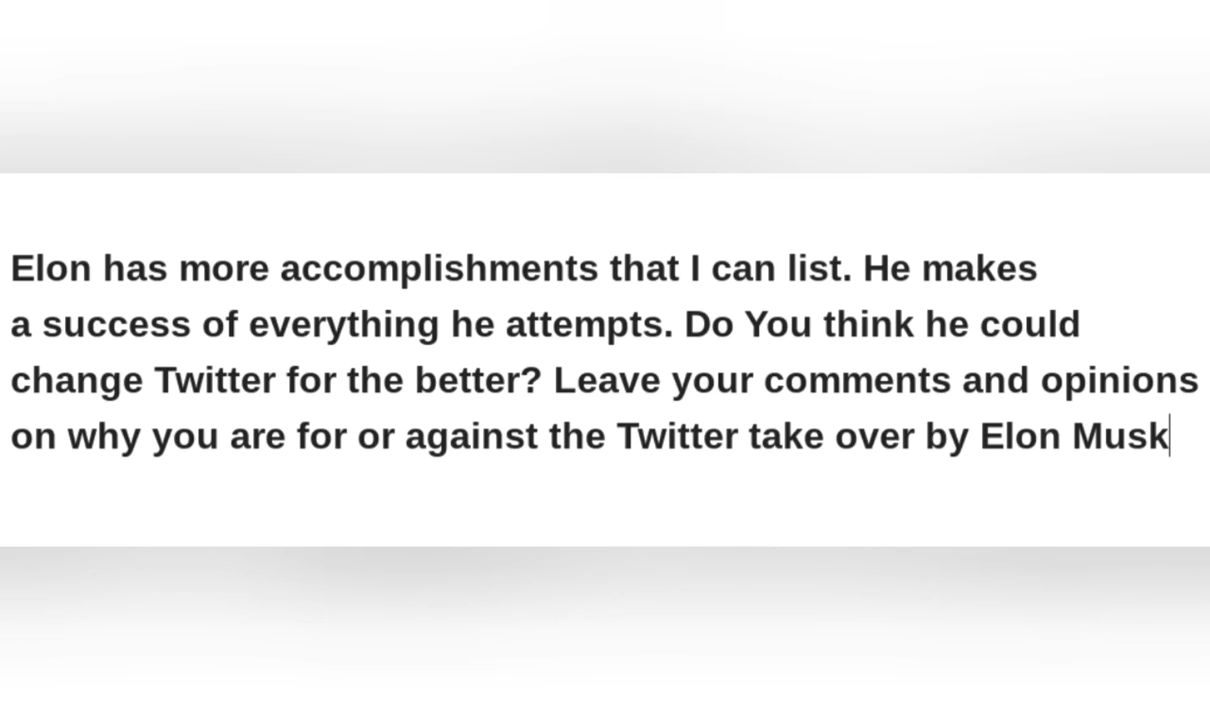 Elon has more accomplishments that I can list. He makes
a success of everything he attempts. Do You think he could
change Twitter for the better? Leave your comments and opinions
on why you are for or against the Twitter take over by Elon Musk